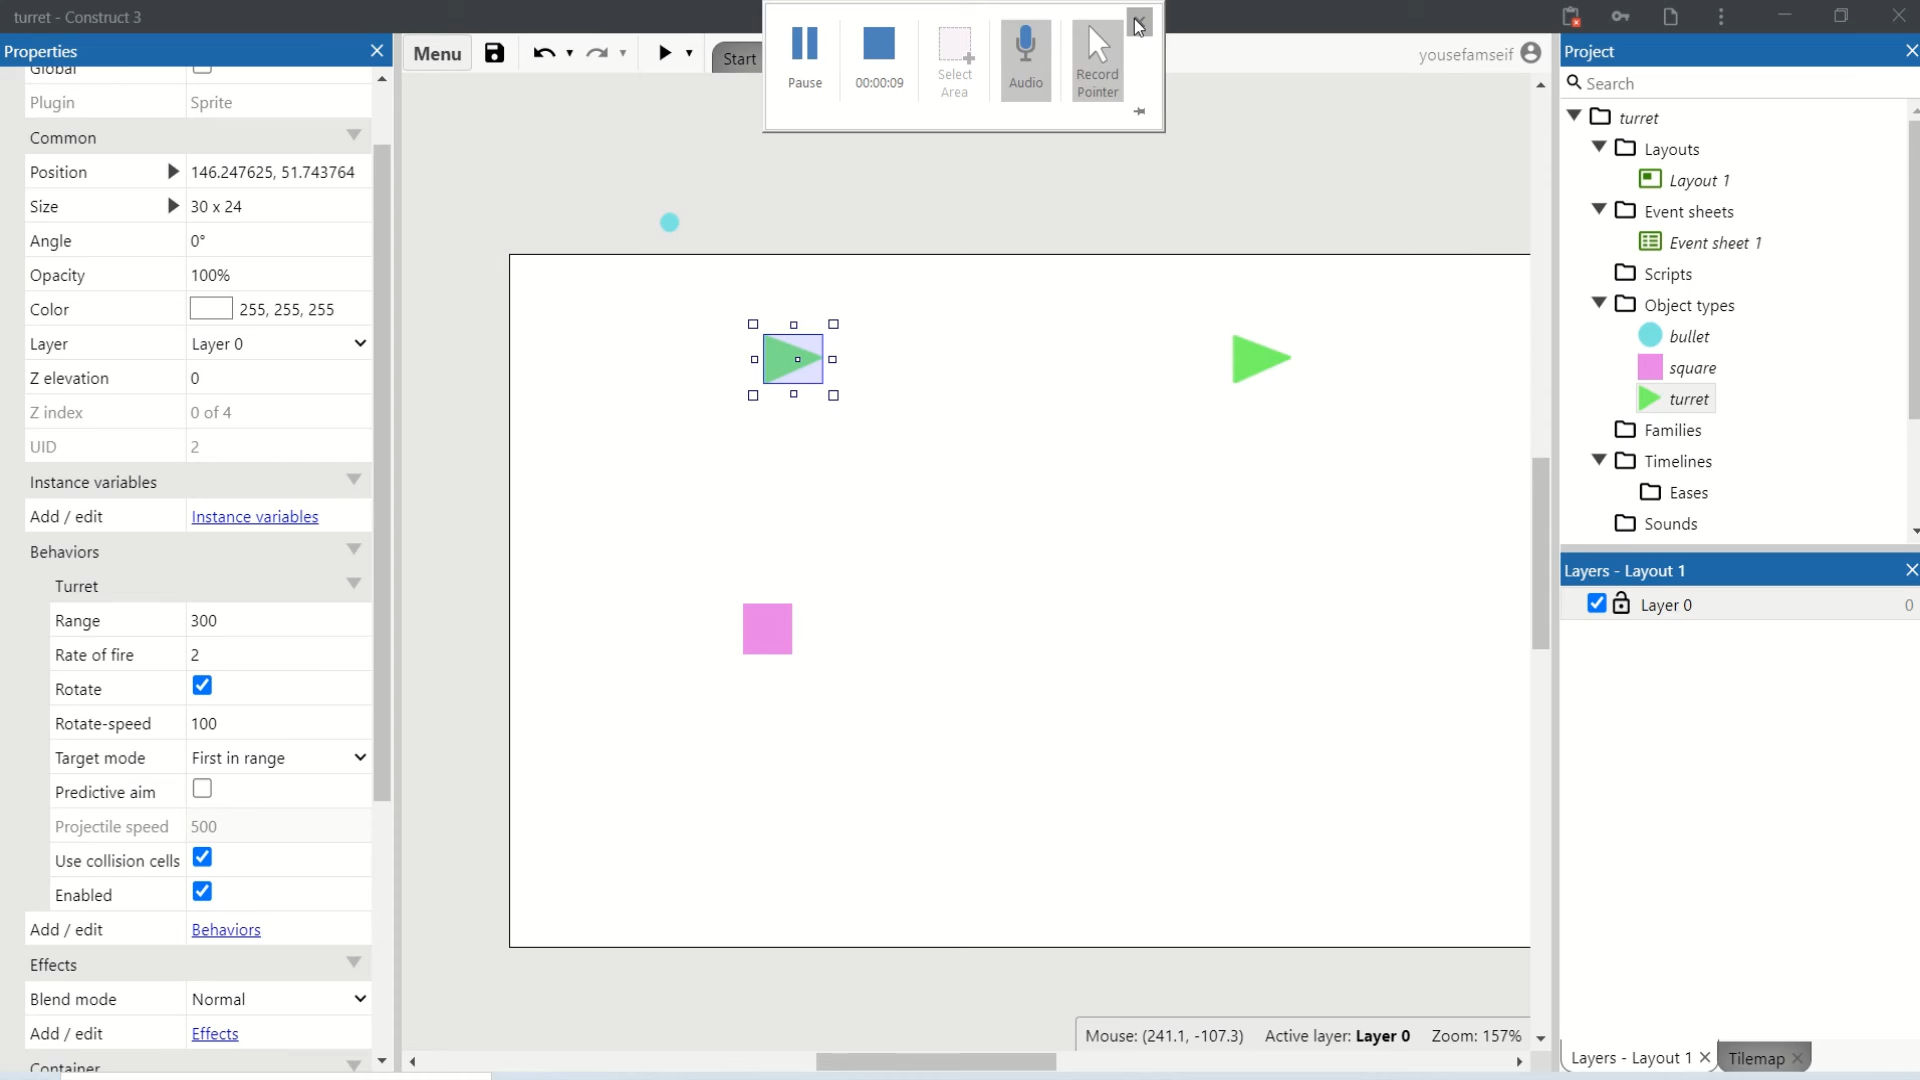 turret - Construct 3
Properties
Global
Plugin Sprite
Common
Position 146.247625, 51.743764
Size 30 x 24
Angle 0°
Opacity 100%
Color 255, 255, 255
Layer Layer 0
Z elevation 0
Z index 0 of 4
UID 2
Instance variables
Add / edit Instance variables
Behaviors
Turret
Range 300
Rate of fire 2
Rotate
Rotate-speed 100
Target mode First in range
Predictive aim
Projectile speed 500
Use collision cells
Enabled
Add / edit Behaviors
Effects
Blend mode Normal
Add / edit Effects
Container
Menu
Start
Pause
00:00:09
Select
Area
Audio
Record
Pointer
yousefamseif
Mouse: (241.1, -107.3) Active layer: Layer 0 Zoom: 157%
Project
Search
turret
Layouts
Layout 1
Event sheets
Event sheet 1
Scripts
Object types
bullet
square
turret
Families
Timelines
Eases
Sounds
Layers - Layout 1
Layer 0 0
Layers - Layout 1 Tilemap